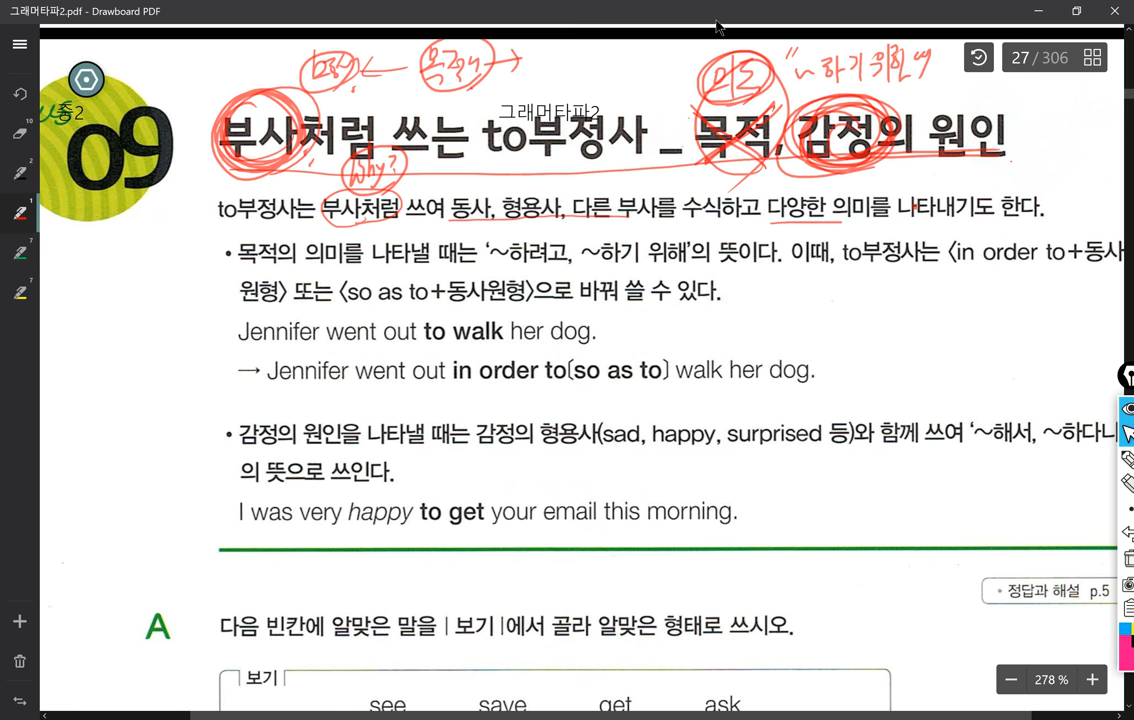 그래머타파2.pdf - Drawboard PDF
27 / 306
"~하기 위한"
중2
그래머타파2
09
부사처럼 쓰는 to부정사 _ 목적, 감정의 원인
Why?
to부정사는 부사처럼 쓰여 동사, 형용사, 다른 부사를 수식하고 다양한 의미를 나타내기도 한다.
• 목적의 의미를 나타낼 때는 '~하려고, ~하기 위해'의 뜻이다. 이때, to부정사는 〈in order to+동사
원형〉 또는 〈so as to+동사원형〉으로 바꿔 쓸 수 있다.
Jennifer went out to walk her dog.
→ Jennifer went out in order to(so as to) walk her dog.
• 감정의 원인을 나타낼 때는 감정의 형용사(sad, happy, surprised 등)와 함께 쓰여 '~해서, ~하다니
의 뜻으로 쓰인다.
I was very happy to get your email this morning.
• 정답과 해설 p.5
A 다음 빈칸에 알맞은 말을 | 보기 |에서 골라 알맞은 형태로 쓰시오.
보기
see save get ask
278 %
10
2
1
7
7